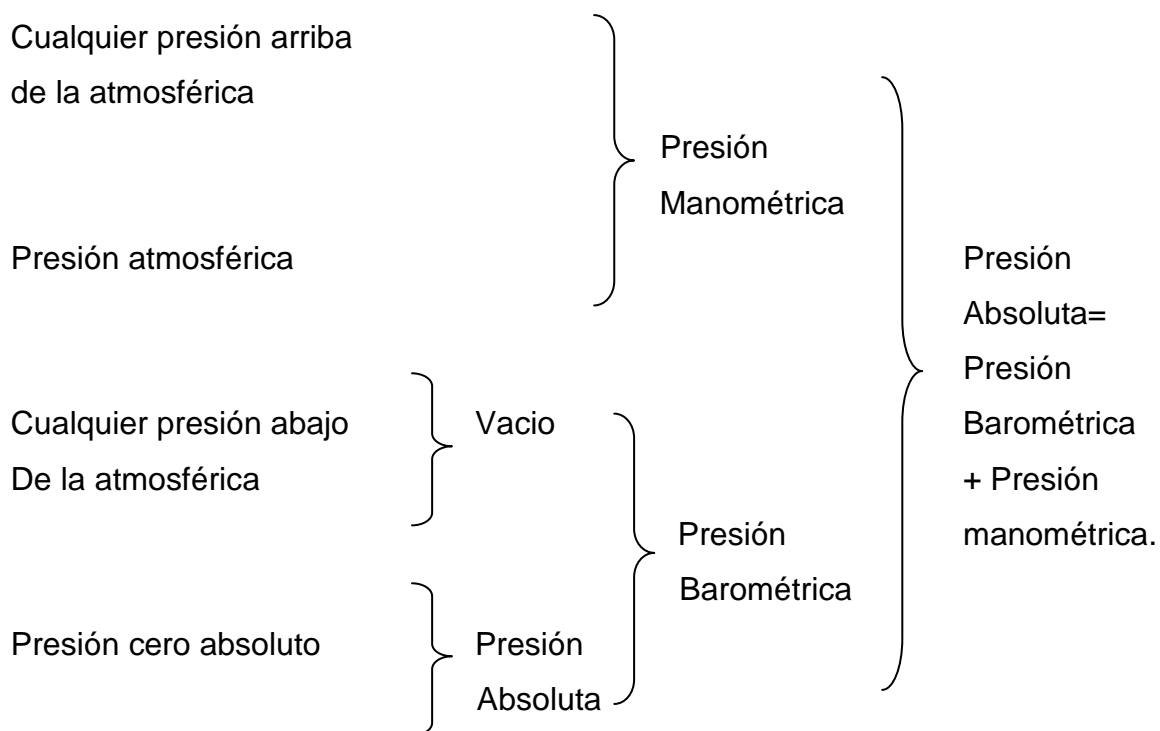 Cualquier presión arriba
de la atmosférica
Presión
Manométrica
Presión atmosférica
Cualquier presión abajo
De la atmosférica
Vacio
Presión cero absoluto
Presión
Absoluta
Presión
Barométrica
Presión
Absoluta=
Presión
Barométrica
+ Presión
manométrica.